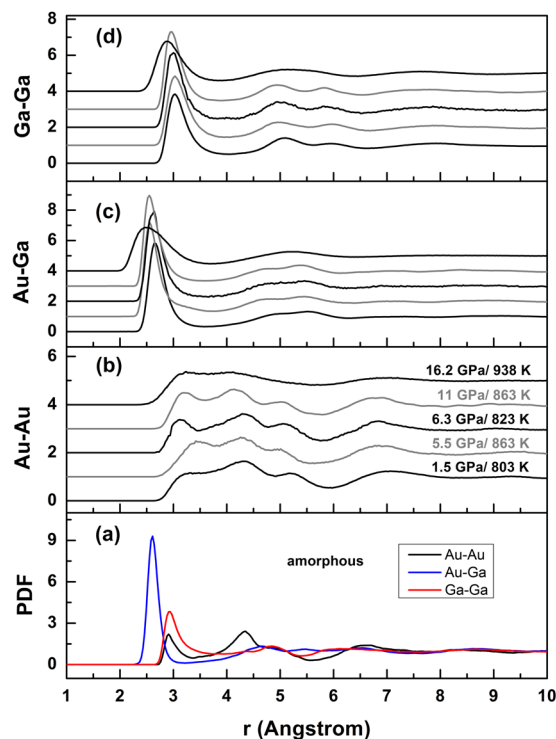 (d)
Ga-Ga
8
6
4
2
0
(c)
Au-Ga
8
6
4
2
0
(b)
Au-Au
6
4
2
0
16.2 GPa/ 938 K
11 GPa/ 863 K
6.3 GPa/ 823 K
5.5 GPa/ 863 K
1.5 GPa/ 803 K
(a)
PDF
9
6
3
0
amorphous
Au-Au
Au-Ga
Ga-Ga
1 2 3 4 5 6 7 8 9 10
r (Angstrom)